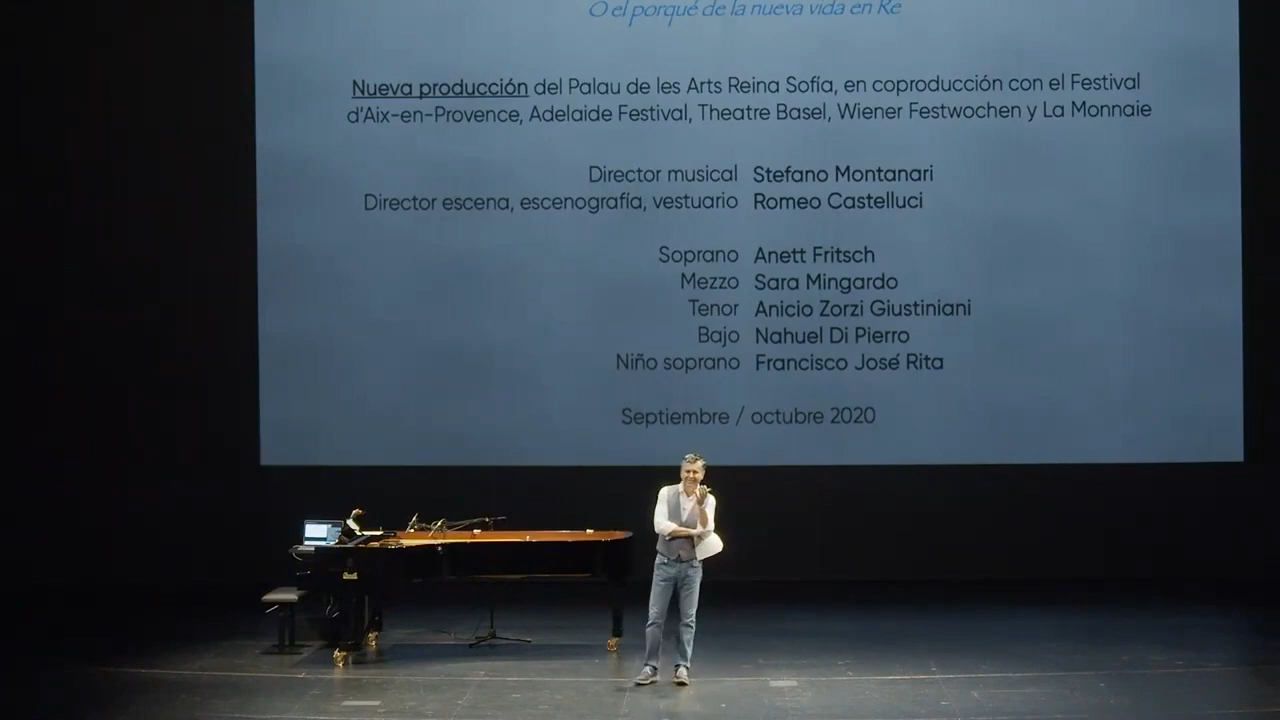 O el porqué de la nueva vida en Re
Nueva producción del Palau de les Arts Reina Sofía, en coproducción con el Festival
d'Aix-en-Provence, Adelaide Festival, Theatre Basel, Wiener Festwochen y La Monnaie
Director musical Stefano Montanari
Director escena, escenografía, vestuario Romeo Castelluci
Soprano Anett Fritsch
Mezzo Sara Mingardo
Tenor Anicio Zorzi Giustiniani
Bajo Nahuel Di Pierro
Niño soprano Francisco José Rita
Septiembre / octubre 2020